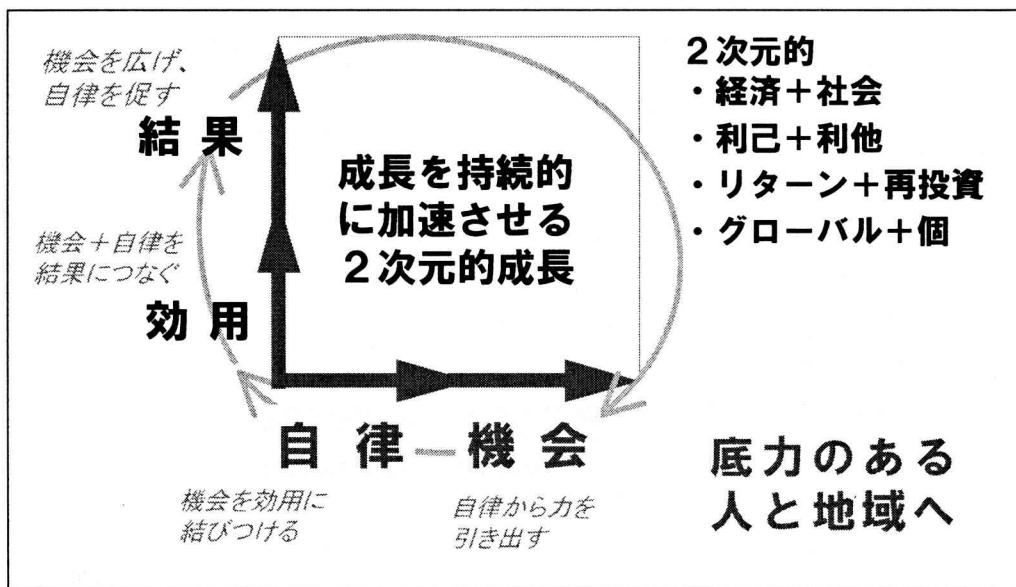 機会を広げ、
自律を促す
結果
機会＋自律を
結果につなぐ
効用
成長を持続的
に加速させる
２次元的成長
自律
機会
機会を効用に
結びつける
自律から力を
引き出す
２次元的
・経済＋社会
・利己＋利他
・リターン＋再投資
・グローバル＋個
底力のある
人と地域へ